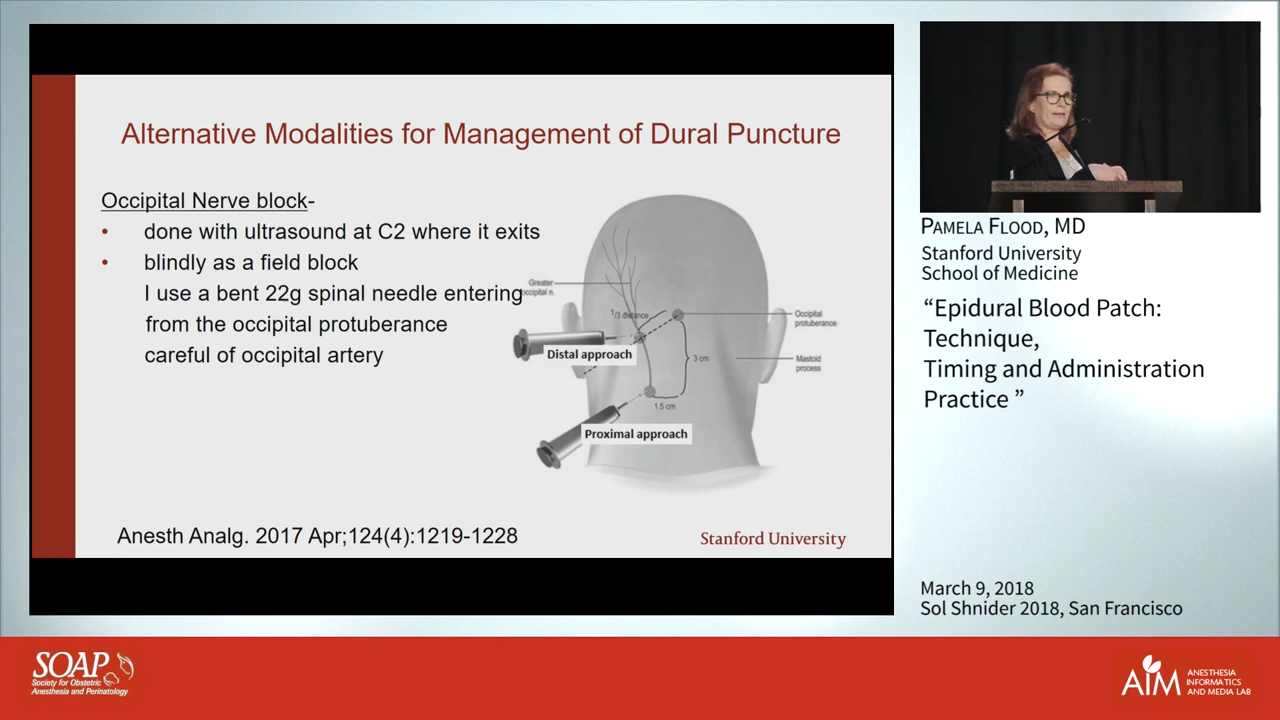 Alternative Modalities for Management of Dural Puncture
Occipital Nerve block-
• done with ultrasound at C2 where it exits
• blindly as a field block
I use a bent 22g spinal needle entering
from the occipital protuberance
careful of occipital artery
Greater
occipital n.
1/3 distance
Occipital
protuberance
Distal approach
3 cm
Mastoid
process
1.5 cm
Proximal approach
Anesth Analg. 2017 Apr;124(4):1219-1228
Stanford University
PAMELA FLOOD, MD
Stanford University
School of Medicine
“Epidural Blood Patch:
Technique,
Timing and Administration
Practice ”
March 9, 2018
Sol Shnider 2018, San Francisco
SOAP
Society for Obstetric
Anesthesia and Perinatology
AIM
ANESTHESIA
INFORMATICS
AND MEDIA LAB